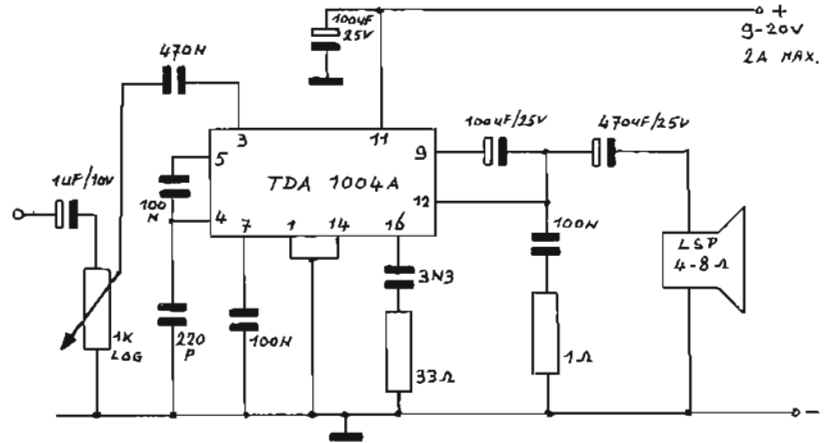 100UF
25V
+
9-20V
2A MAX.
470N
3
11
100UF/25V
470UF/25V
5
9
TDA 1004A
1UF/10V
100
N
4
7
1
14
16
12
100N
LSP
4-8Ω
3N3
1K
LOG
220
P
100N
33Ω
1Ω
-